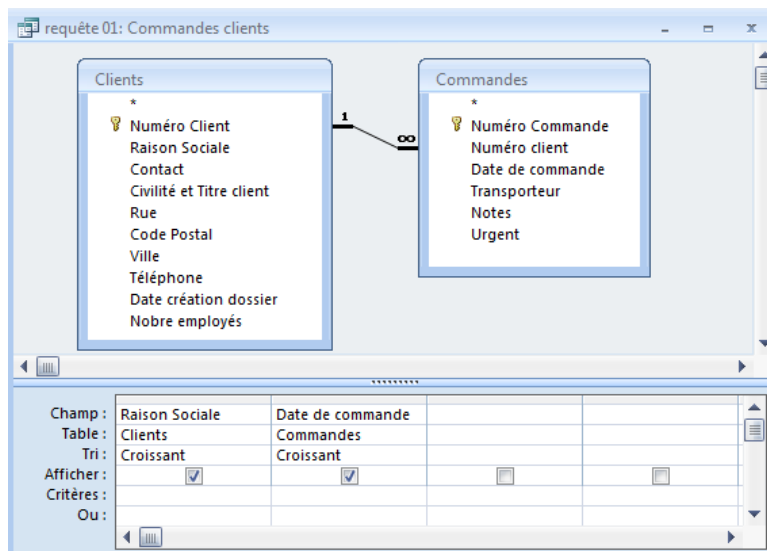 requête 01: Commandes clients
Clients
*
Numéro Client
Raison Sociale
Contact
Civilité et Titre client
Rue
Code Postal
Ville
Téléphone
Date création dossier
Nobre employés
1
∞
Commandes
*
Numéro Commande
Numéro client
Date de commande
Transporteur
Notes
Urgent
Champ : Raison Sociale Date de commande
Table : Clients Commandes
Tri : Croissant Croissant
Afficher :
Critères :
Ou :